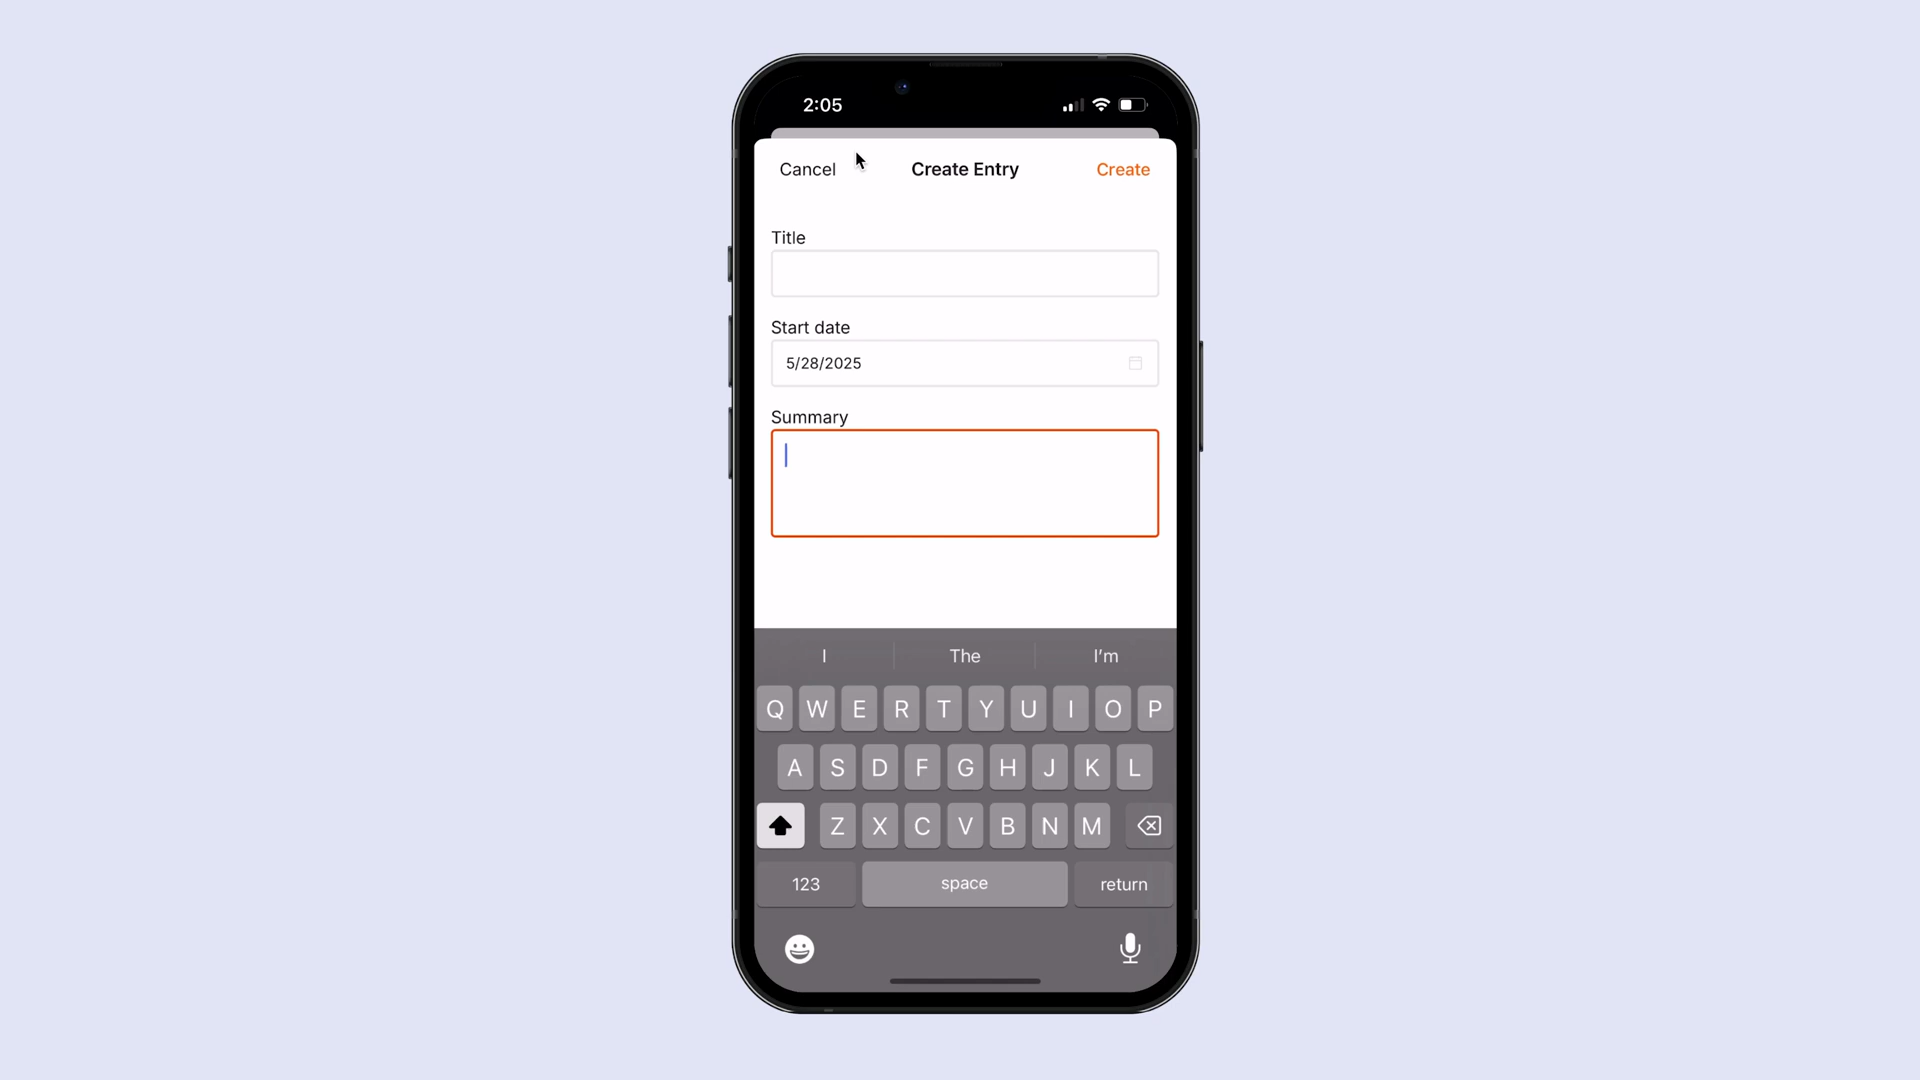 2:05
Cancel Create Entry Create
Title
Start date
5/28/2025
Summary
I The I'm
Q W E R T Y U I O P
A S D F G H J K L
Z X C V B N M
123 space return